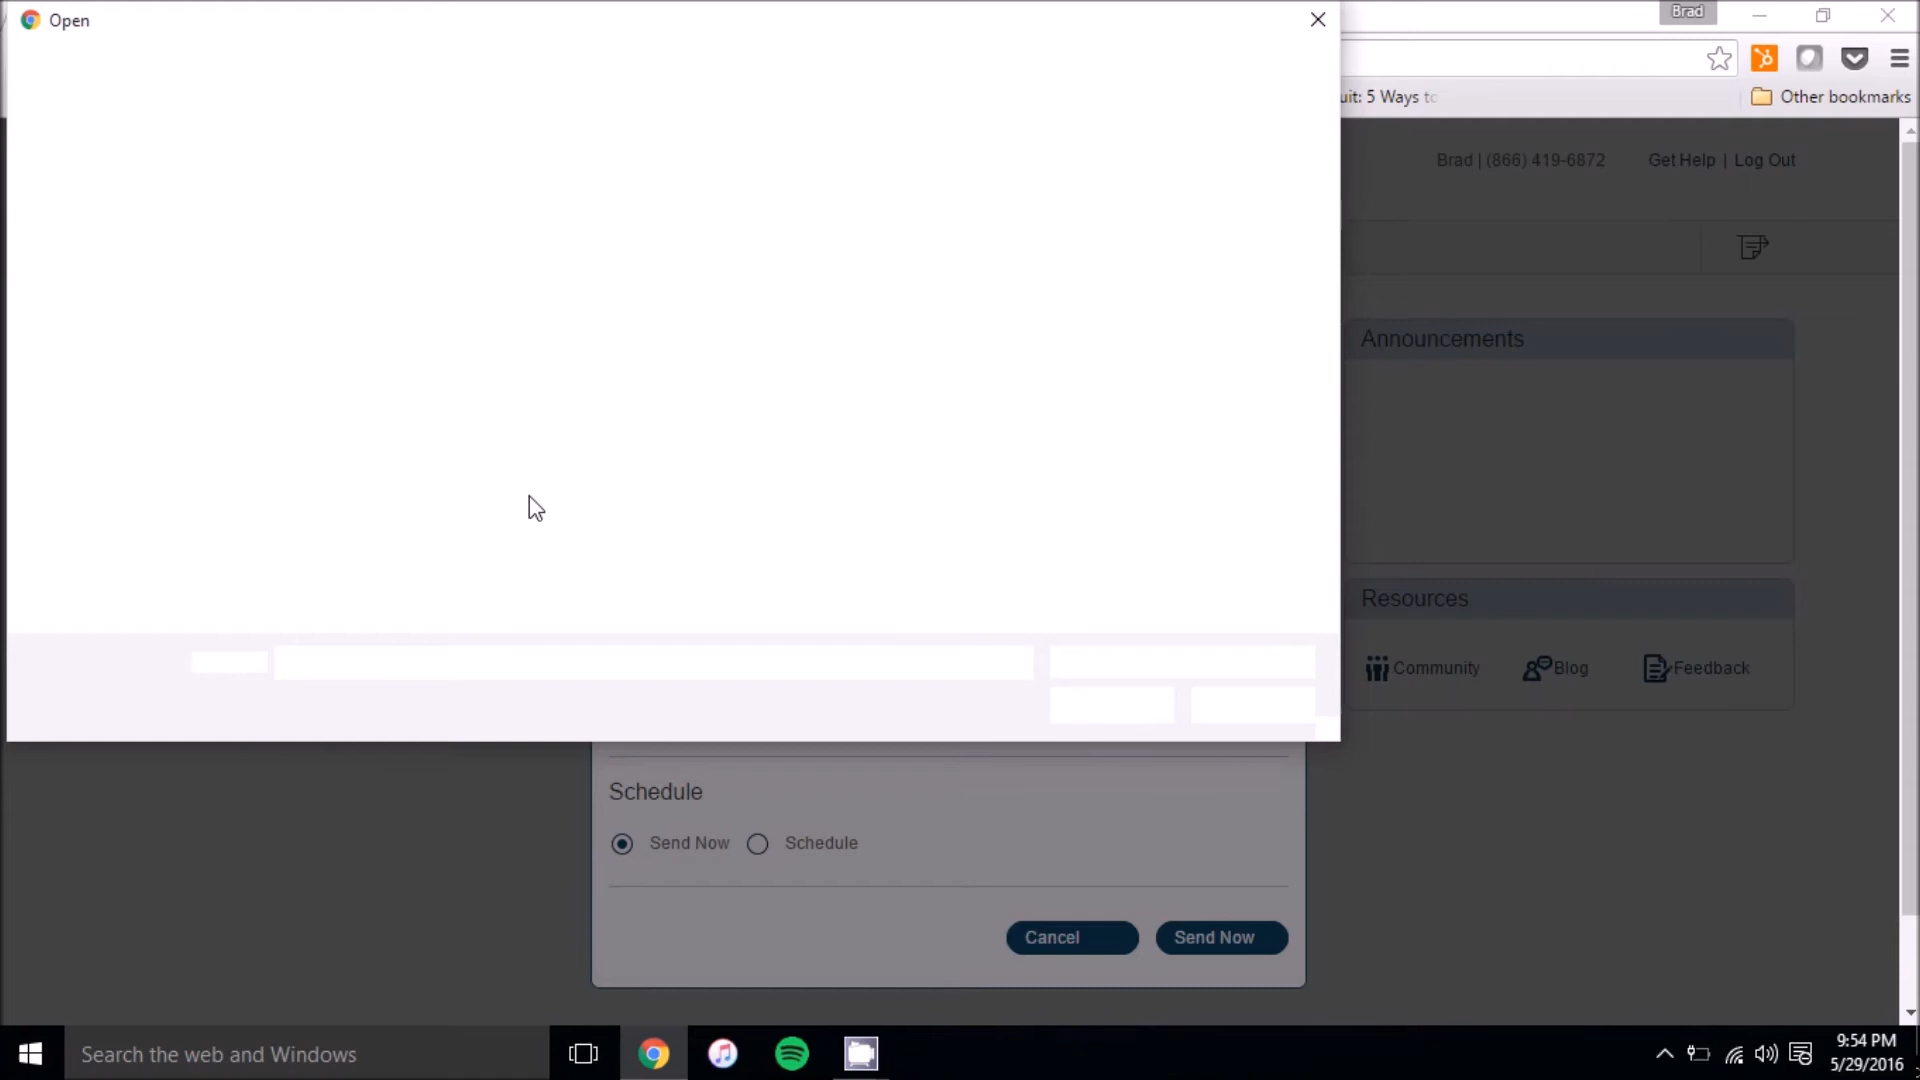 Open
Brad
uit: 5 Ways to
Other bookmarks
Brad | (866) 419-6872
Get Help | Log Out
Announcements
Resources
Community
Blog
Feedback
Schedule
Send Now
Schedule
Cancel
Send Now
Search the web and Windows
9:54 PM
5/29/2016